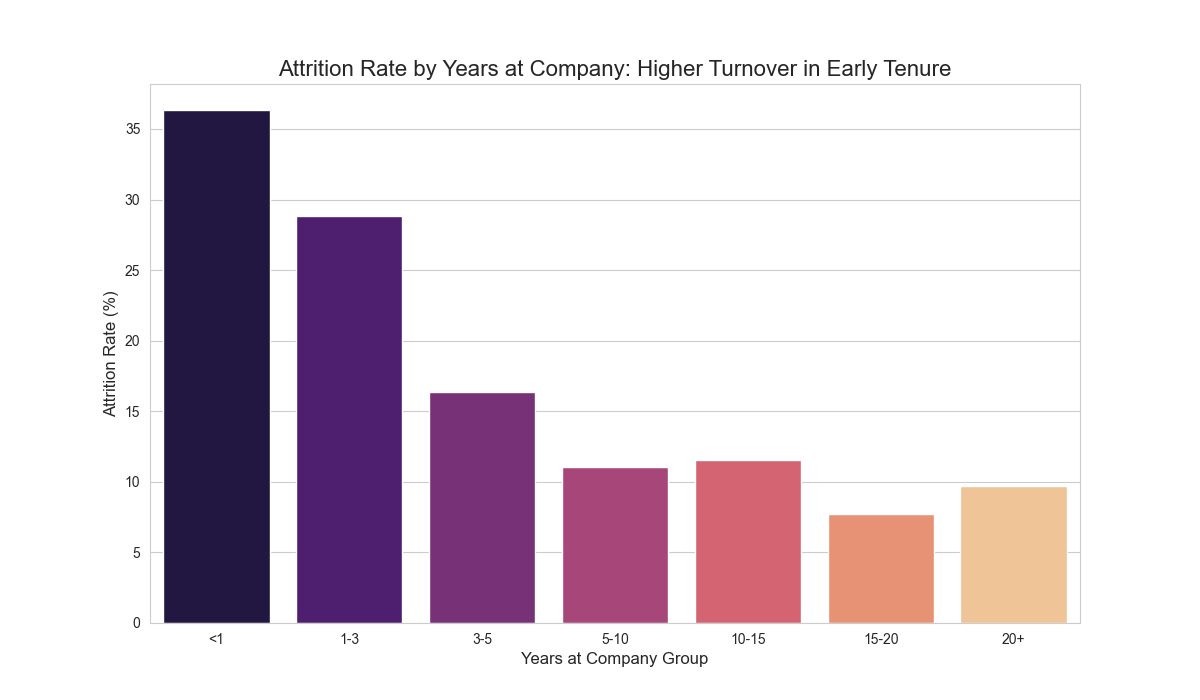 Attrition Rate by Years at Company: Higher Turnover in Early Tenure
Attrition Rate (%)
35
30
25
20
15
10
5
0
<1 1-3 3-5 5-10 10-15 15-20 20+
Years at Company Group